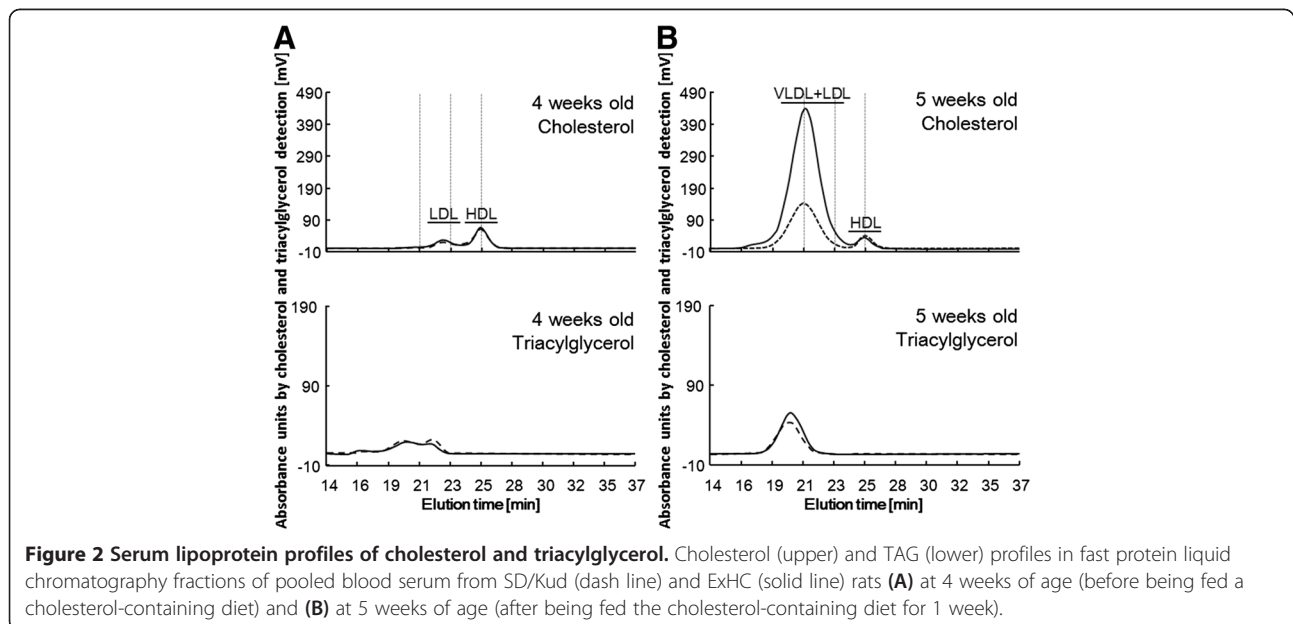 A
B
Absorbance units by cholesterol and triacylglycerol detection [mV]
490
390
290
190
90
-10
4 weeks old
Cholesterol
LDL HDL
190
90
-10
4 weeks old
Triacylglycerol
14 16 19 21 23 25 28 30 32 35 37
Elution time [min]
Absorbance units by cholesterol and triacylglycerol detection [mV]
490
390
290
190
90
-10
VLDL+LDL
5 weeks old
Cholesterol
HDL
190
90
-10
5 weeks old
Triacylglycerol
14 16 19 21 23 25 28 30 32 35 37
Elution time [min]
Figure 2 Serum lipoprotein profiles of cholesterol and triacylglycerol. Cholesterol (upper) and TAG (lower) profiles in fast protein liquid
chromatography fractions of pooled blood serum from SD/Kud (dash line) and ExHC (solid line) rats (A) at 4 weeks of age (before being fed a
cholesterol-containing diet) and (B) at 5 weeks of age (after being fed the cholesterol-containing diet for 1 week).